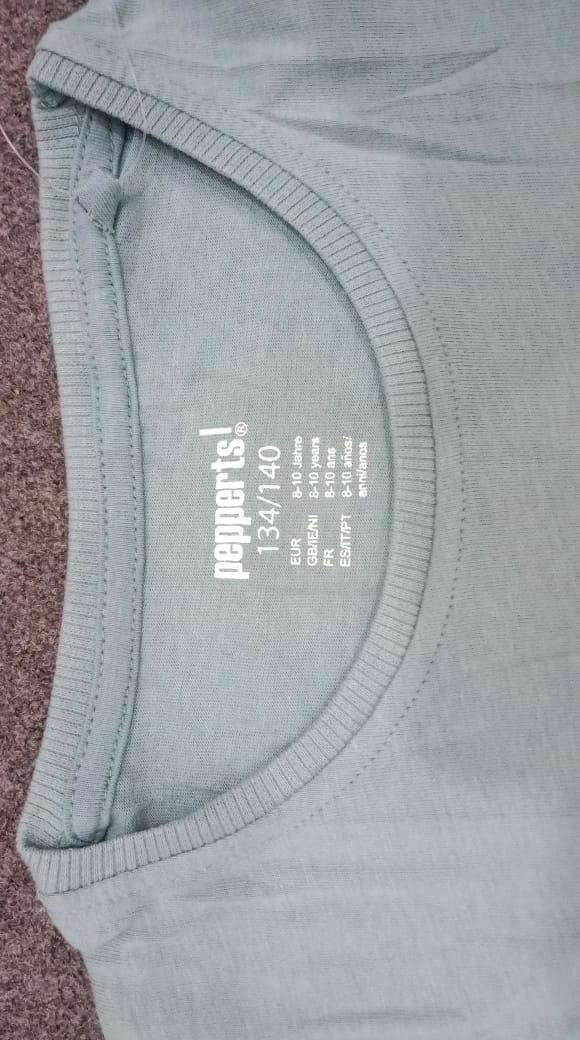 pepperts!®
134/140
EUR 8-10 Jahre
GB/IE/NI 8-10 years
FR 8-10 ans
ES/IT/PT 8-10 años/
anni/anos